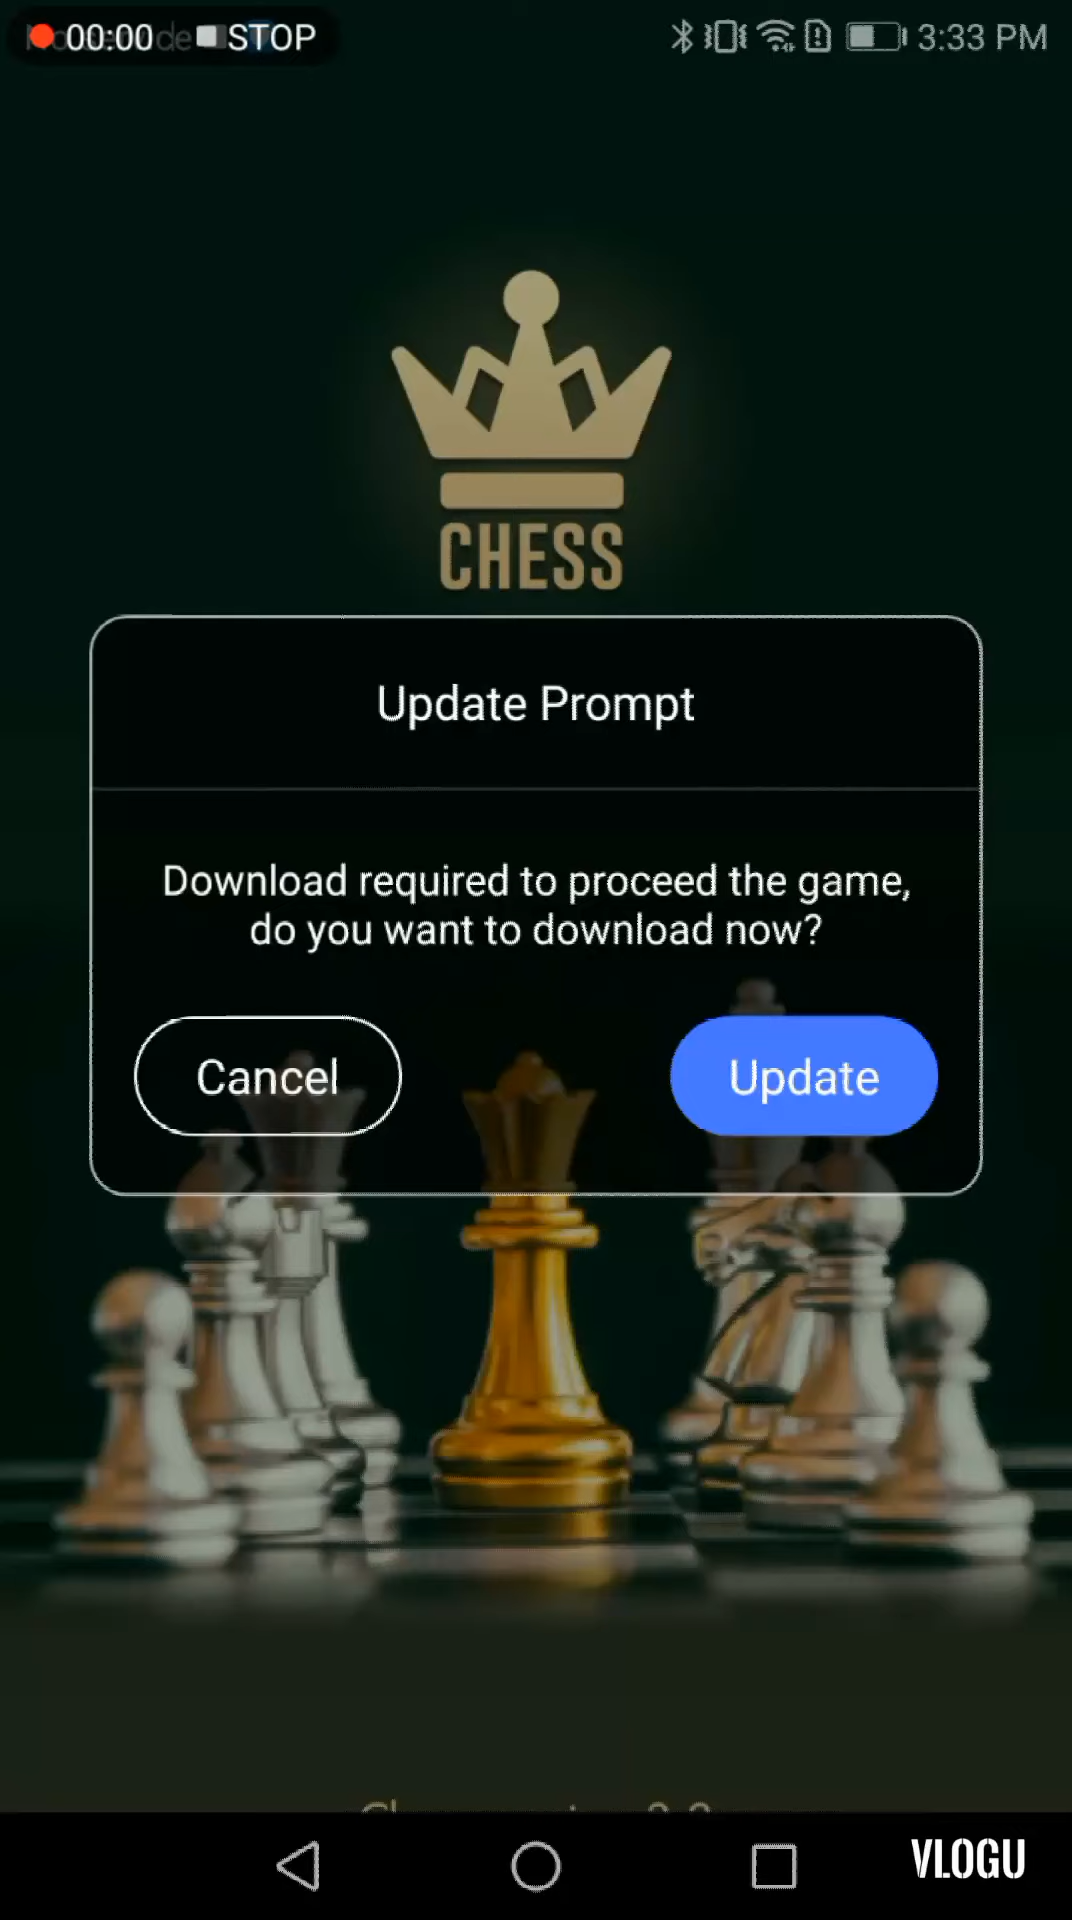 00:00 STOP
3:33 PM
CHESS
Update Prompt
Download required to proceed the game,
do you want to download now?
Cancel
Update
VLOGU